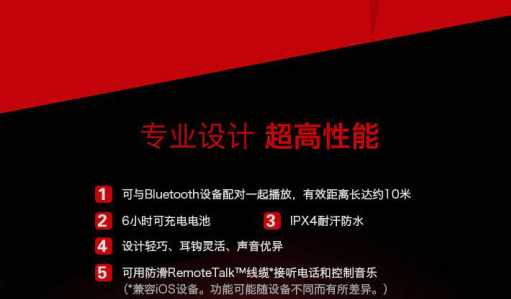 专业设计 超高性能
1 可与Bluetooth设备配对一起播放，有效距离长达约10米
2 6小时可充电电池 3 IPX4耐汗防水
4 设计轻巧、耳钩灵活、声音优异
5 可用防滑RemoteTalk™线缆*接听电话和控制音乐
（*兼容iOS设备。功能可能随设备不同而有所差异。）